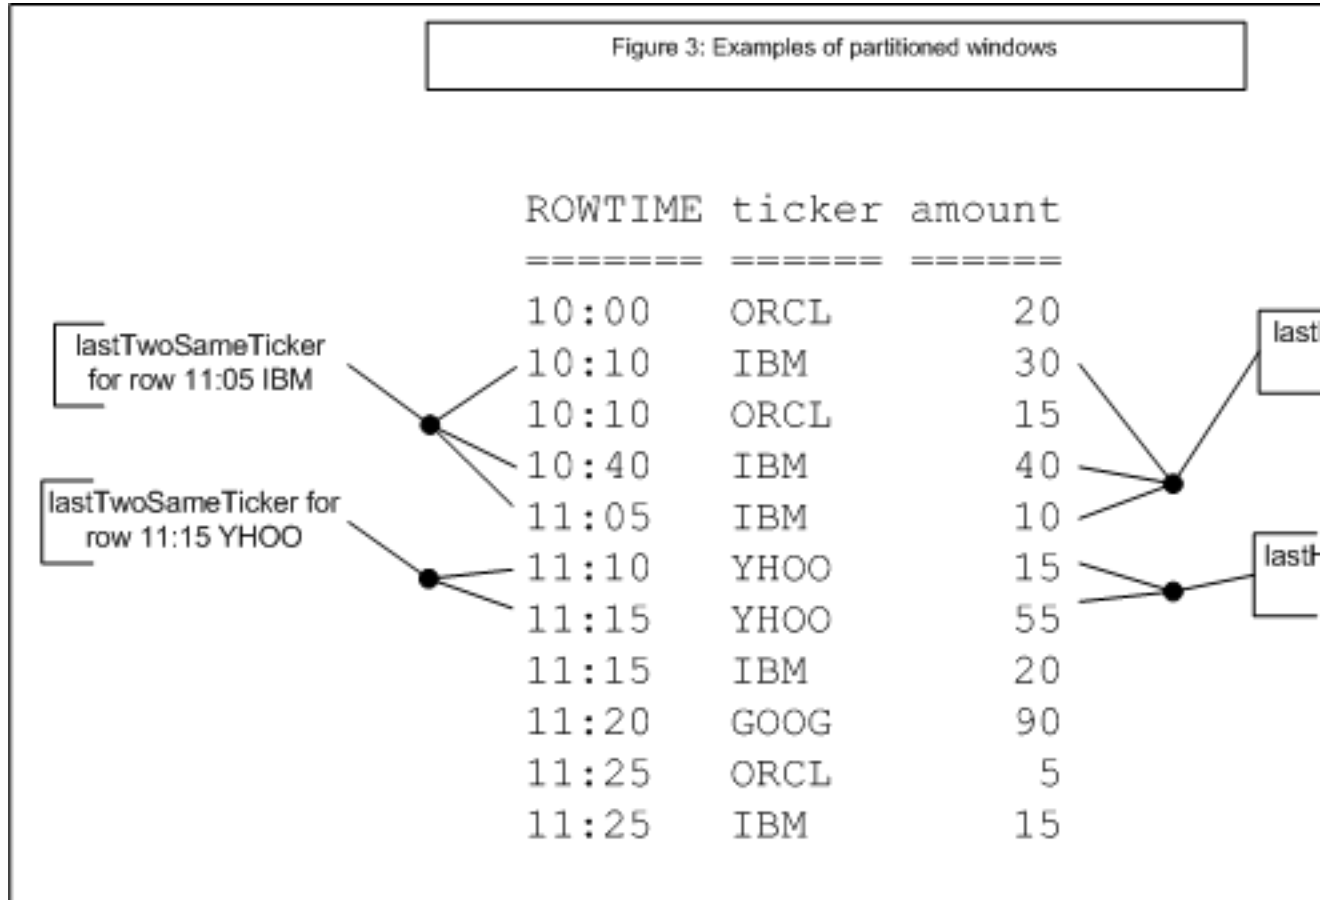 Figure 3: Examples of partitioned windows
ROWTIME ticker amount
======= ====== ======
10:00 ORCL 20
10:10 IBM 30
10:10 ORCL 15
10:40 IBM 40
11:05 IBM 10
11:10 YHOO 15
11:15 YHOO 55
11:15 IBM 20
11:20 GOOG 90
11:25 ORCL 5
11:25 IBM 15
lastTwoSameTicker
for row 11:05 IBM
lastTwoSameTicker for
row 11:15 YHOO